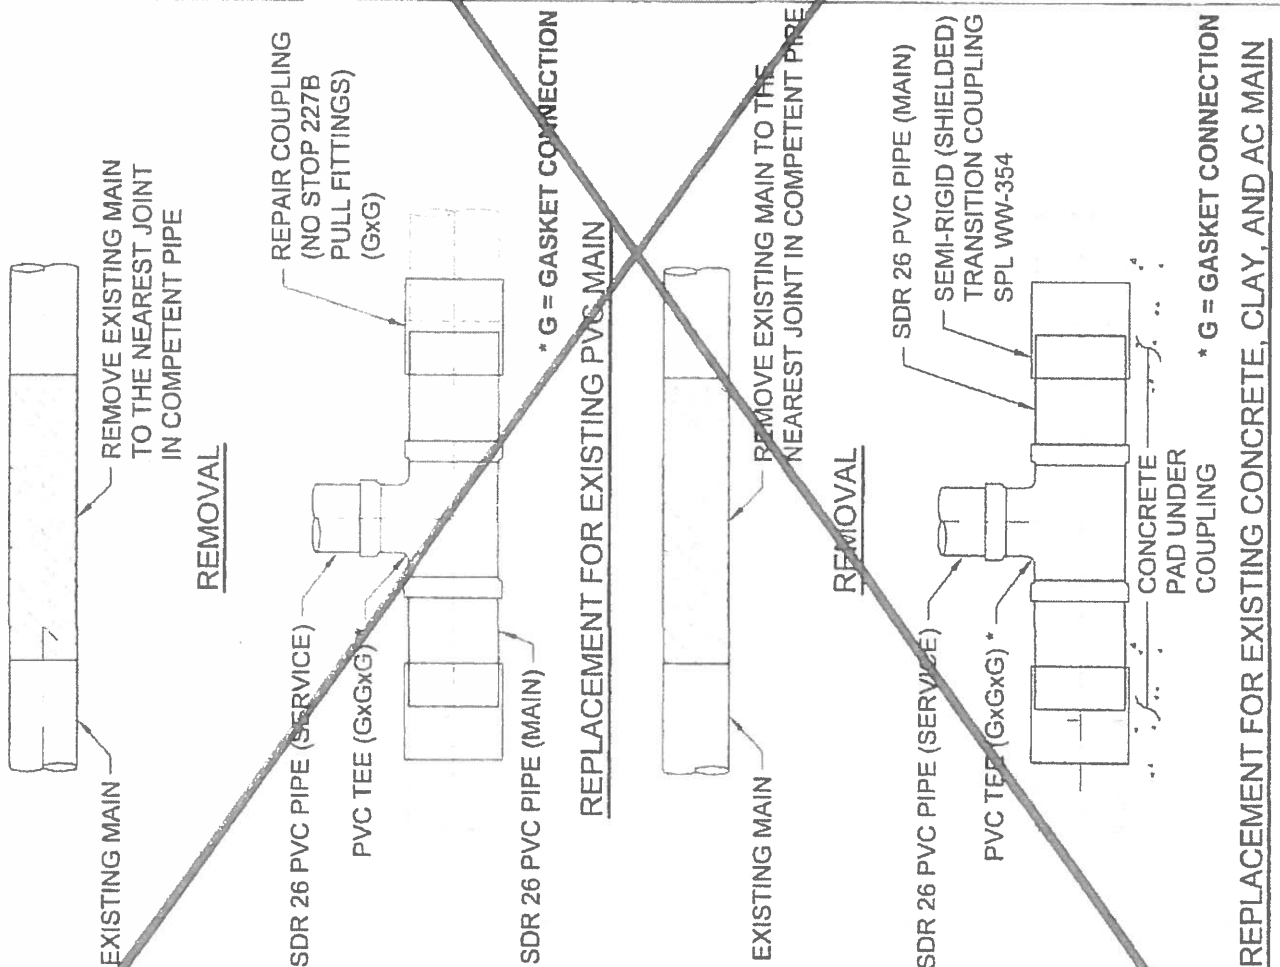 EXISTING MAIN
REMOVE EXISTING MAIN
TO THE NEAREST JOINT
IN COMPETENT PIPE
REMOVAL
SDR 26 PVC PIPE (SERVICE)
PVC TEE (GxGxG)*
SDR 26 PVC PIPE (MAIN)
REPAIR COUPLING
(NO STOP 227B
PULL FITTINGS)
(GxG)
* G = GASKET CONNECTION
REPLACEMENT FOR EXISTING PVC MAIN
EXISTING MAIN
REMOVE EXISTING MAIN TO THE
NEAREST JOINT IN COMPETENT PIPE
REMOVAL
SDR 26 PVC PIPE (SERVICE)
PVC TEE (GxGxG) *
SDR 26 PVC PIPE (MAIN)
SEMI-RIGID (SHIELDED)
TRANSITION COUPLING
SPL WW-354
CONCRETE
PAD UNDER
COUPLING
* G = GASKET CONNECTION
REPLACEMENT FOR EXISTING CONCRETE, CLAY, AND AC MAIN